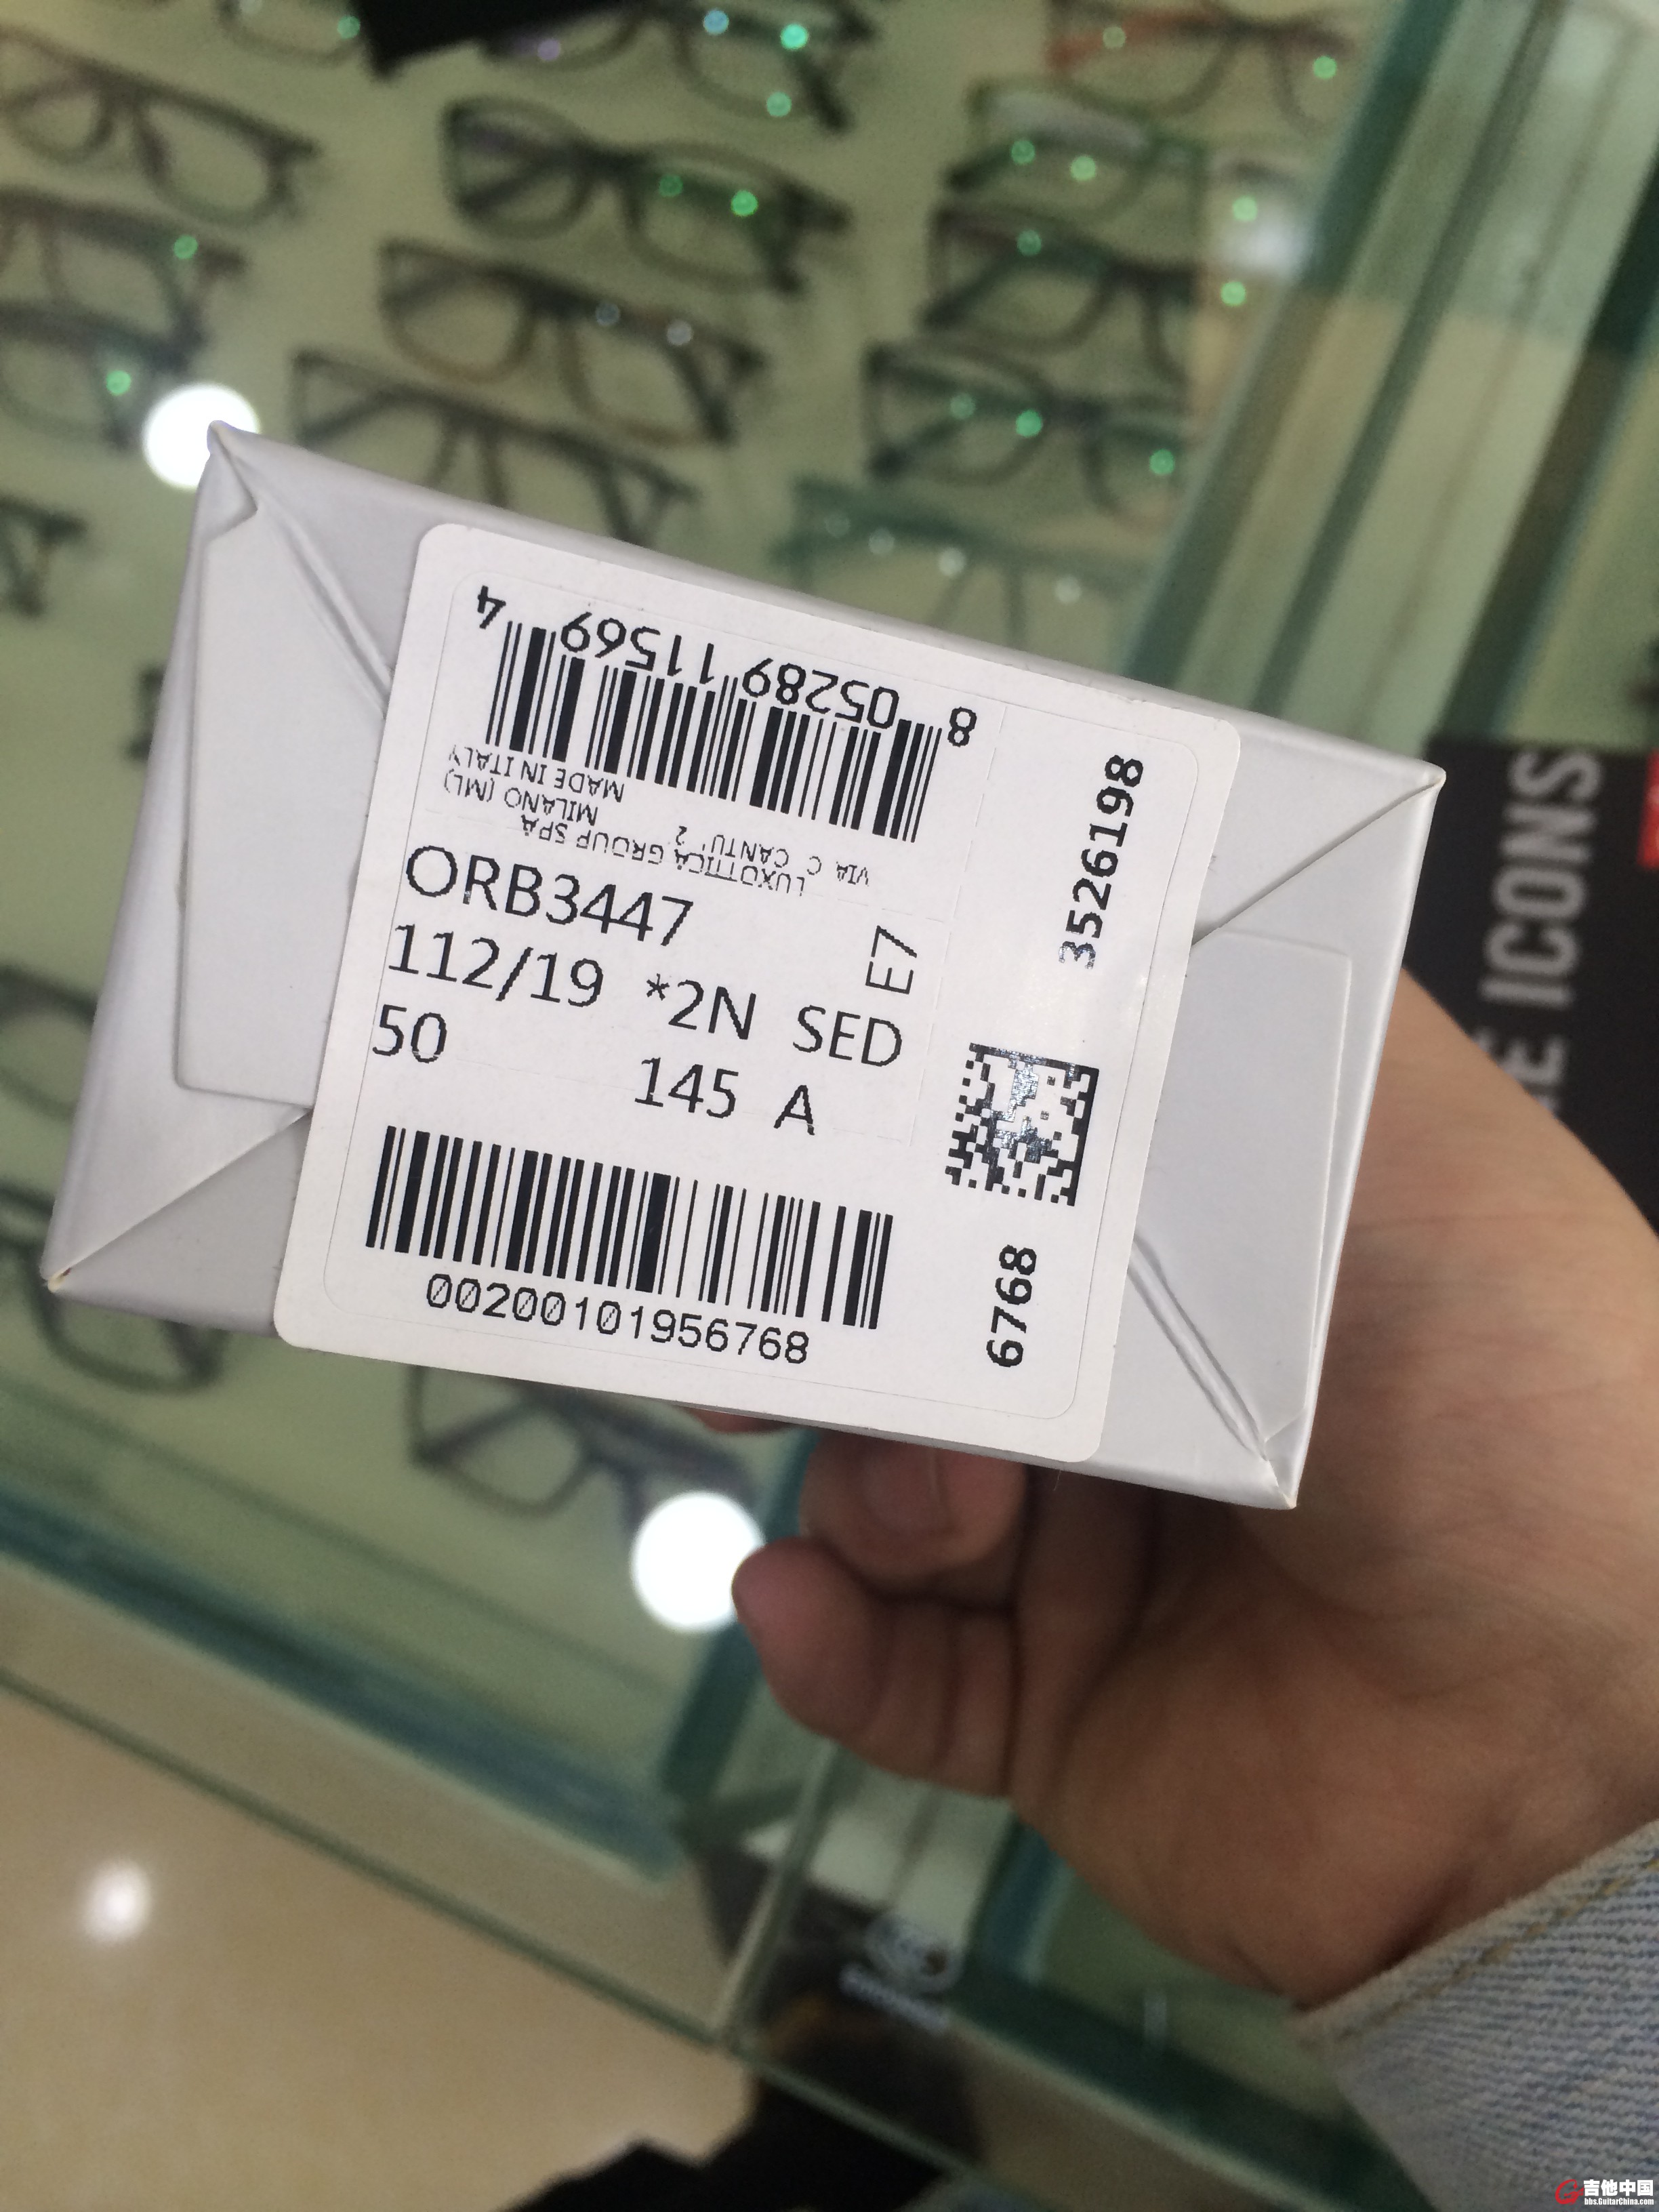 8 052891 11569 4
MADE IN ITALY
MILANO (MI)
VIA C CANTU' 2
LUXOTTICA GROUP SPA
ORB3447
E7
112/19 *2N SED
50 145 A
00200101956768
3526198
6768
ICONS
吉他中国
bbs.GuitarChina.com